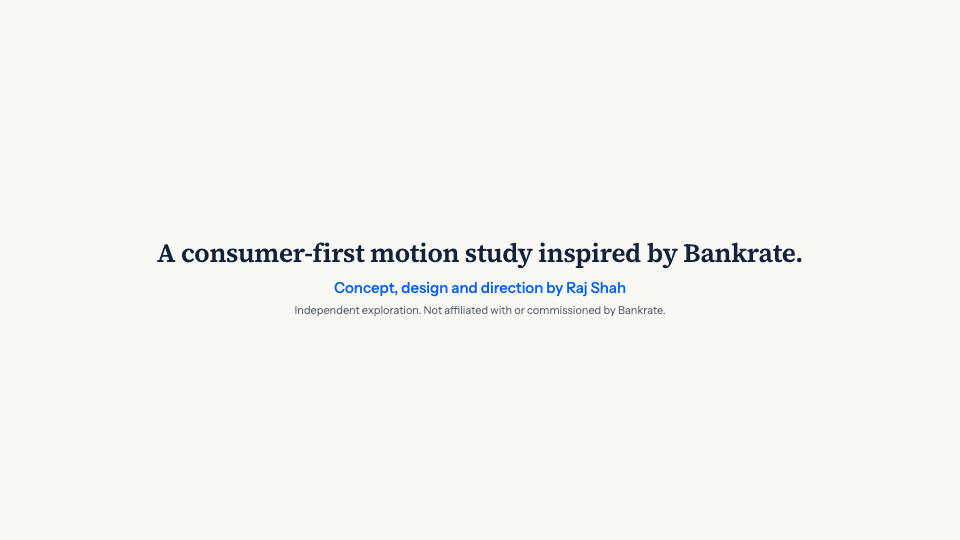 A consumer-first motion study inspired by Bankrate.
Concept, design and direction by Raj Shah
Independent exploration. Not affiliated with or commissioned by Bankrate.